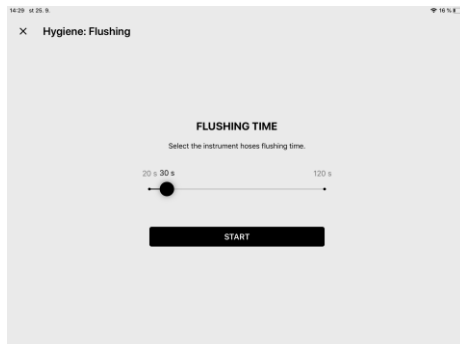 14:29 st 25. 9.
16 %
Hygiene: Flushing
FLUSHING TIME
Select the instrument hoses flushing time.
20 s 30 s 120 s
START